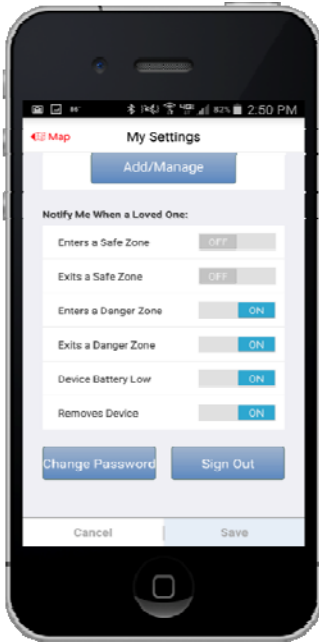 86° 82% 2:50 PM
Map My Settings
Add/Manage
Notify Me When a Loved One:
Enters a Safe Zone OFF
Exits a Safe Zone OFF
Enters a Danger Zone ON
Exits a Danger Zone ON
Device Battery Low ON
Removes Device ON
Change Password Sign Out
Cancel Save